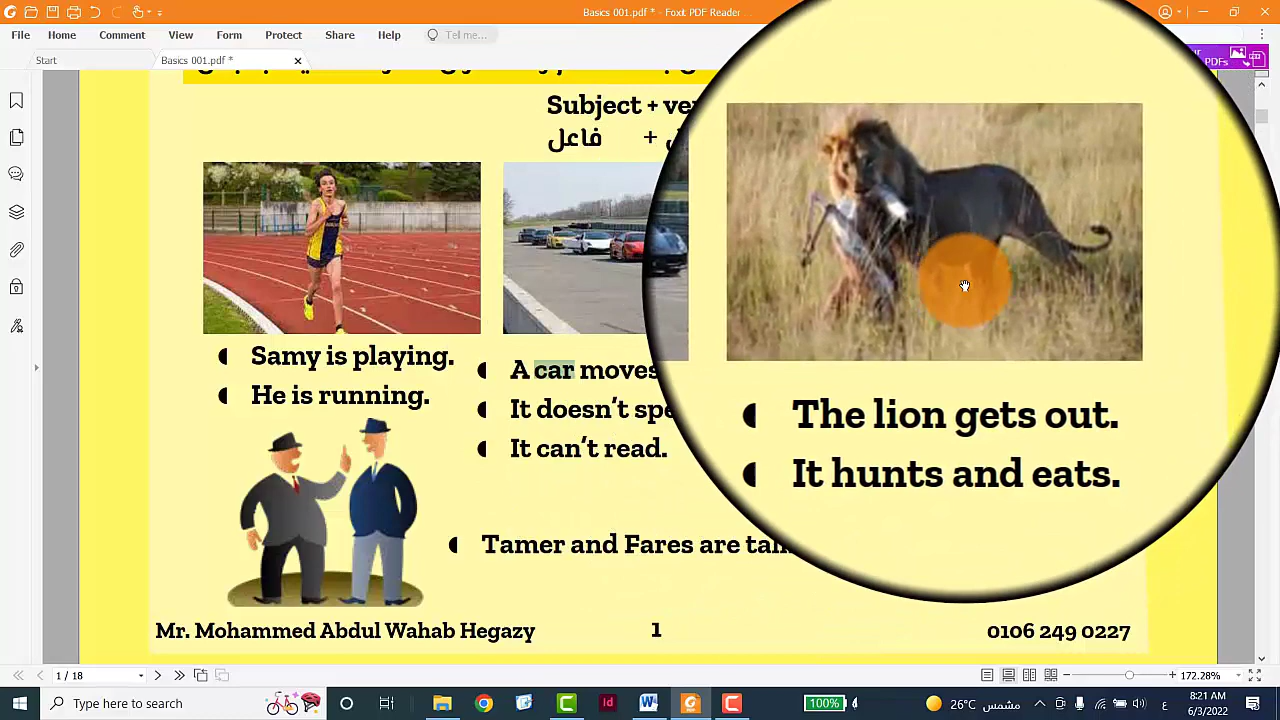 Basics 001.pdf * - Foxit PDF Reader
File Home Comment View Form Protect Share Help Tell me...
Start Basics 001.pdf *
PDFs
Subject + ver
فاعل +
Samy is playing.
He is running.
A car moves
It doesn't spe
It can't read.
The lion gets out.
It hunts and eats.
Tamer and Fares are
Mr. Mohammed Abdul Wahab Hegazy 1 0106 249 0227
1 / 18 172.28%
Type here to search 100% 26°C مشمس E 8:21 AM
6/3/2022